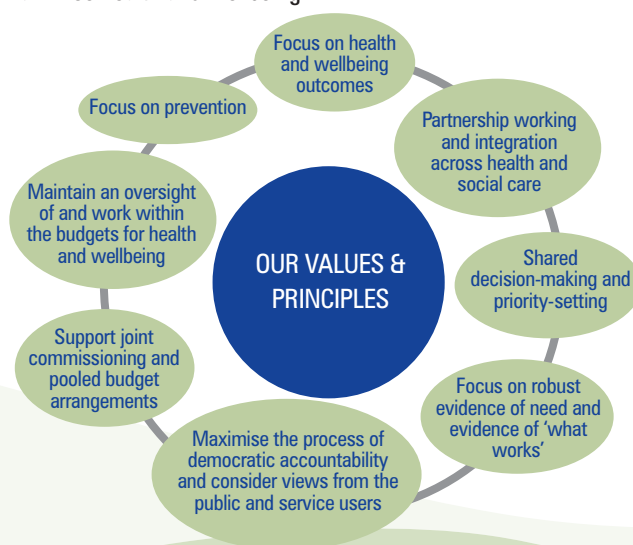 Focus on health
and wellbeing
outcomes
Partnership working
and integration
across health and
social care
Shared
decision-making and
priority-setting
Focus on robust
evidence of need and
evidence of ‘what
works’
Maximise the process of
democratic accountability
and consider views from the
public and service users
Support joint
commissioning and
pooled budget
arrangements
Maintain an oversight
of and work within
the budgets for health
and wellbeing
Focus on prevention
OUR VALUES &
PRINCIPLES